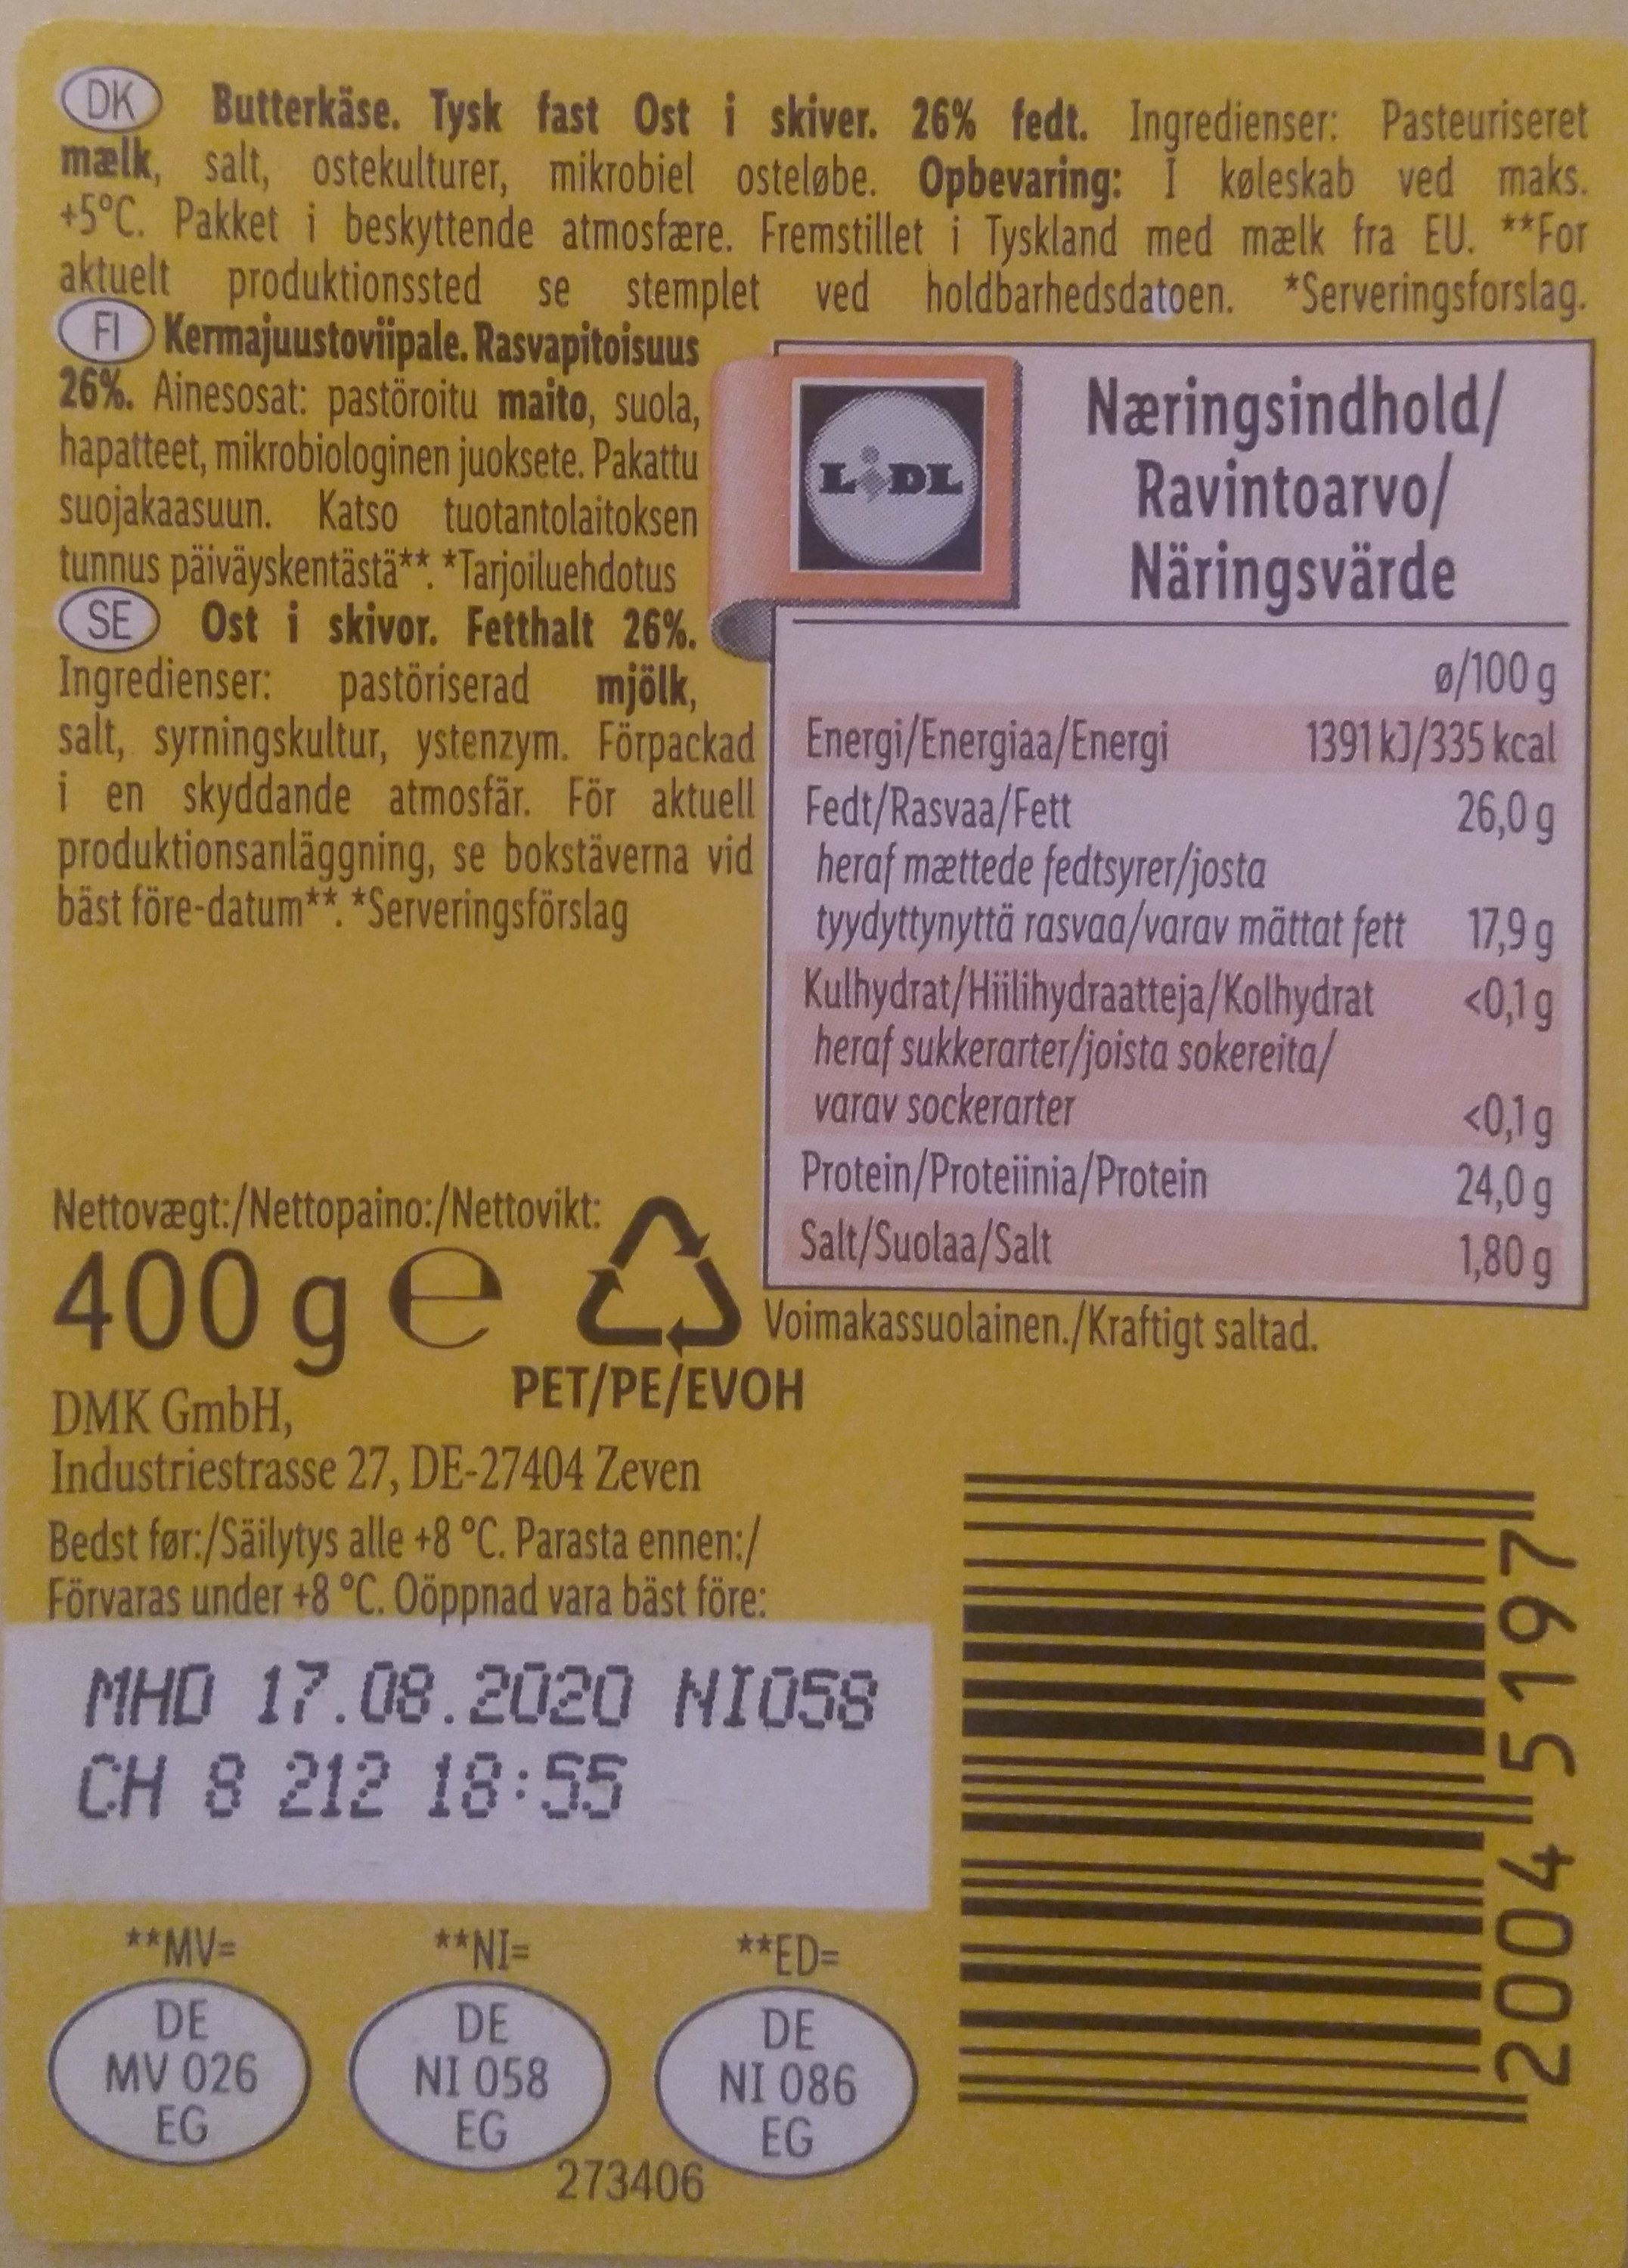 DK Butterkäse. Tysk fast Ost i skiver. 26% fedt. Ingredienser: Pasteuriseret
mælk, salt, ostekulturer, mikrobiel osteløbe. Opbevaring: I køleskab ved maks.
+5°C. Pakket i beskyttende atmosfære. Fremstillet i Tyskland med mælk fra EU. **For
aktuelt produktionssted se stemplet ved holdbarhedsdatoen. *Serveringsforslag.
FI Kermajuustoviipale. Rasvapitoisuus
26%. Ainesosat: pastöroitu maito, suola,
hapatteet, mikrobiologinen juoksete. Pakattu
suojakaasuun. Katso tuotantolaitoksen
tunnus päiväyskentästä**. *Tarjoiluehdotus
SE Ost i skivor. Fetthalt 26%.
Ingredienser: pastöriserad mjölk,
salt, syrningskultur, ystenzym. Förpackad
i en skyddande atmosfär. För aktuell
produktionsanläggning, se bokstäverna vid
bäst före-datum**. *Serveringsförslag
LIDL
Næringsindhold/
Ravintoarvo/
Näringsvärde
ø/100 g
Energi/Energiaa/Energi 1391 kJ/335 kcal
Fedt/Rasvaa/Fett 26,0 g
heraf mættede fedtsyrer/josta
tyydyttynyttä rasvaa/varav mättat fett 17,9 g
Kulhydrat/Hiilihydraatteja/Kolhydrat <0,1 g
heraf sukkerarter/joista sokereita/
varav sockerarter <0,1 g
Protein/Proteiinia/Protein 24,0 g
Salt/Suolaa/Salt 1,80 g
Voimakassuolainen./Kraftigt saltad.
Nettovægt:/Nettopaino:/Nettovikt:
400 g e
PET/PE/EVOH
DMK GmbH,
Industriestrasse 27, DE-27404 Zeven
Bedst før:/Säilytys alle +8 °C. Parasta ennen:/
Förvaras under +8 °C. Oöppnad vara bäst före:
MHD 17.08.2020 NI058
CH 8 212 18:55
2004 5197
**MV=
DE
MV 026
EG
**NI=
DE
NI 058
EG
**ED=
DE
NI 086
EG
273406